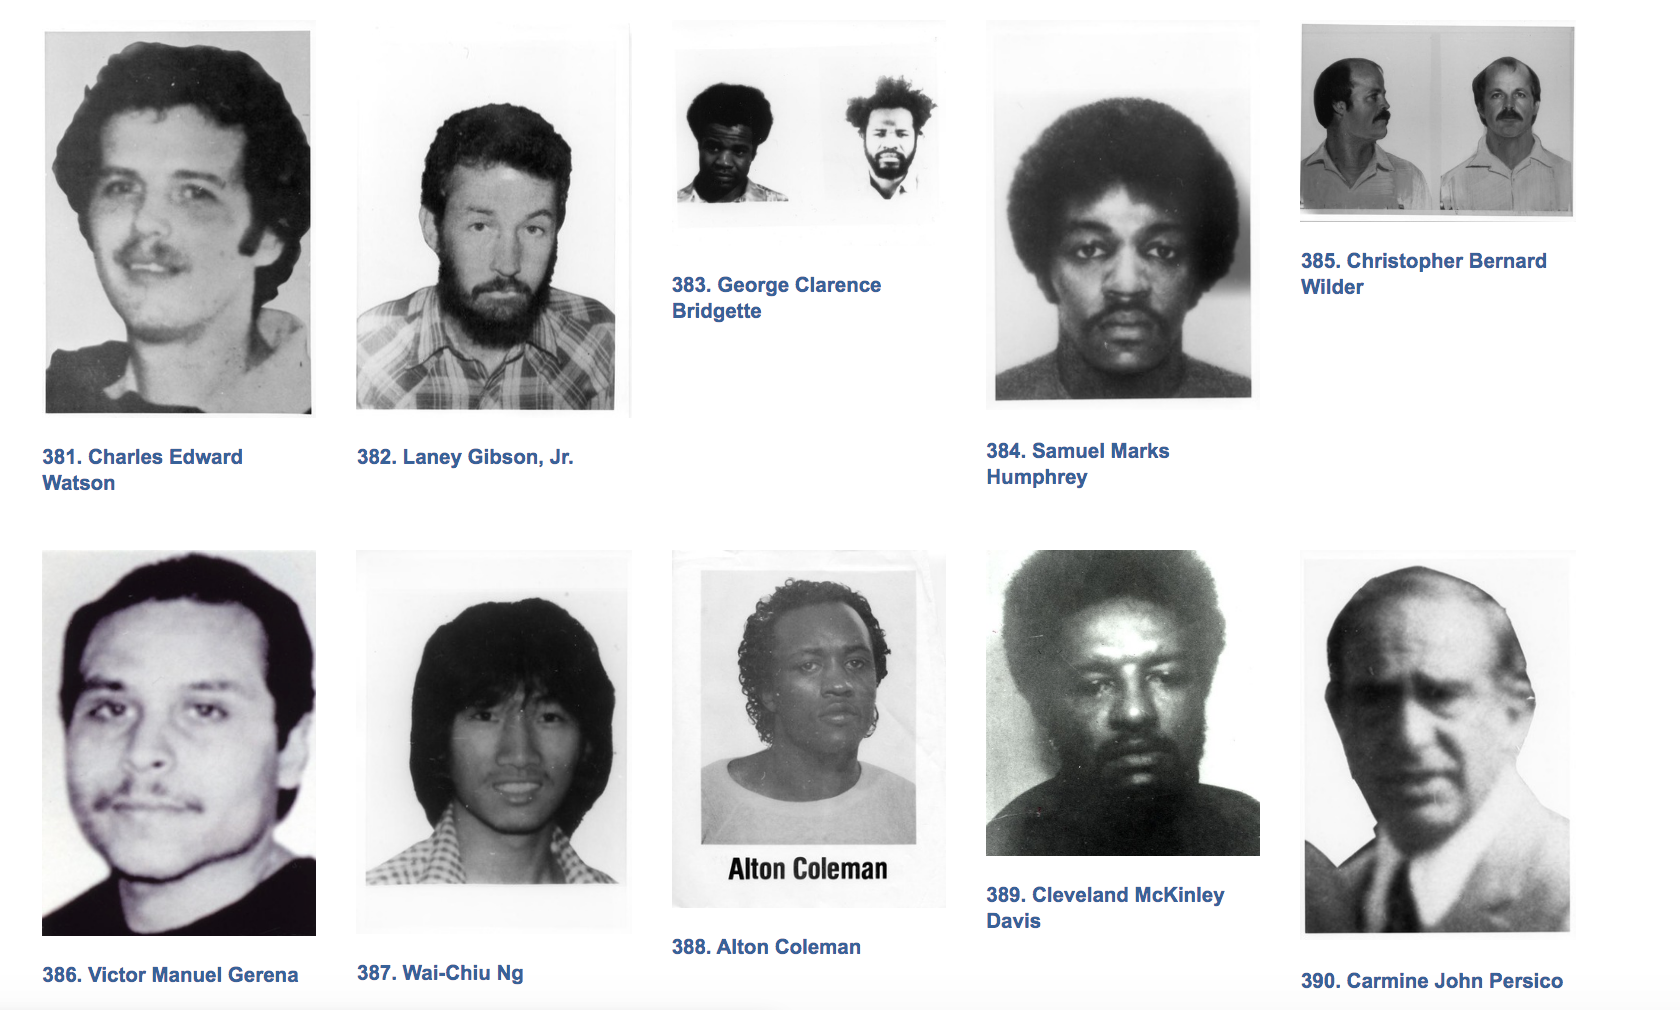 383. George Clarence
Bridgette
385. Christopher Bernard
Wilder
381. Charles Edward
Watson
382. Laney Gibson, Jr.
384. Samuel Marks
Humphrey
Alton Coleman
386. Victor Manuel Gerena
387. Wai-Chiu Ng
388. Alton Coleman
389. Cleveland McKinley
Davis
390. Carmine John Persico